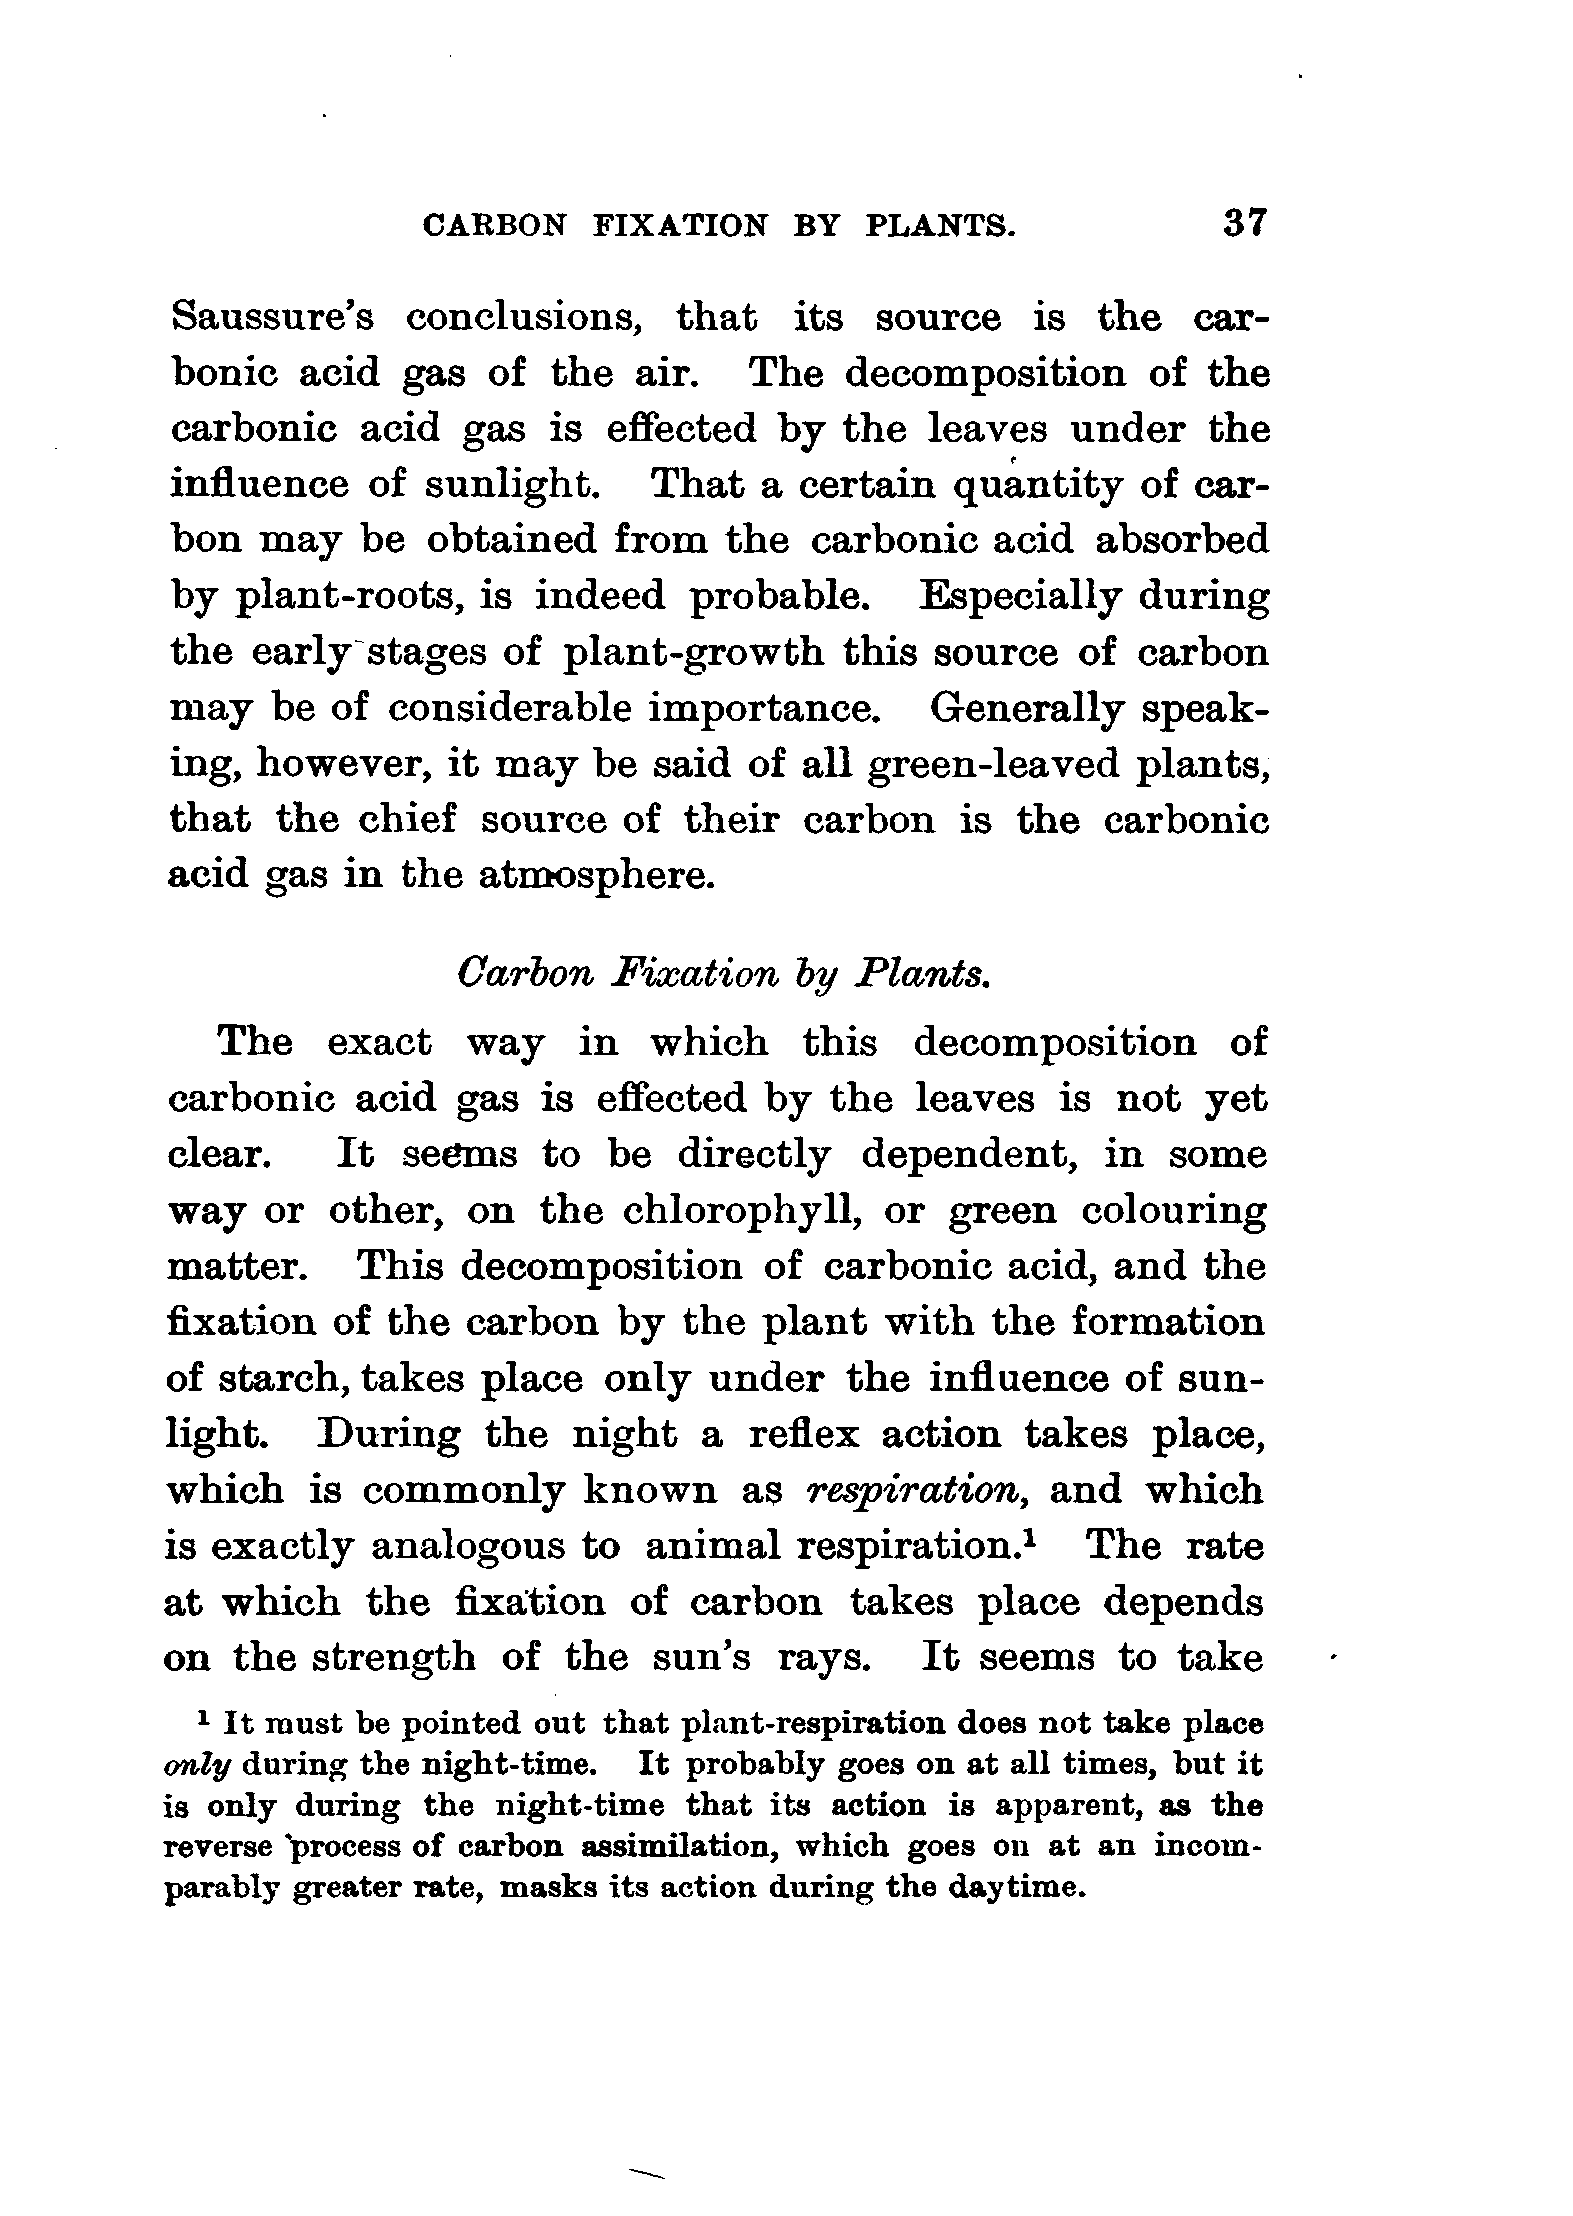 CARBON FIXATION BY PLANTS. 37
Saussure's conclusions, that its source is the car-
bonic acid gas of the air. The decomposition of the
carbonic acid gas is effected by the leaves under the
influence of sunlight. That a certain quantity of car-
bon may be obtained from the carbonic acid absorbed
by plant-roots, is indeed probable. Especially during
the early stages of plant-growth this source of carbon
may be of considerable importance. Generally speak-
ing, however, it may be said of all green-leaved plants,
that the chief source of their carbon is the carbonic
acid gas in the atmosphere.
Carbon Fixation by Plants.
The exact way in which this decomposition of
carbonic acid gas is effected by the leaves is not yet
clear. It seems to be directly dependent, in some
way or other, on the chlorophyll, or green colouring
matter. This decomposition of carbonic acid, and the
fixation of the carbon by the plant with the formation
of starch, takes place only under the influence of sun-
light. During the night a reflex action takes place,
which is commonly known as respiration, and which
is exactly analogous to animal respiration.¹ The rate
at which the fixation of carbon takes place depends
on the strength of the sun's rays. It seems to take
¹ It must be pointed out that plant-respiration does not take place
only during the night-time. It probably goes on at all times, but it
is only during the night-time that its action is apparent, as the
reverse process of carbon assimilation, which goes on at an incom-
parably greater rate, masks its action during the daytime.